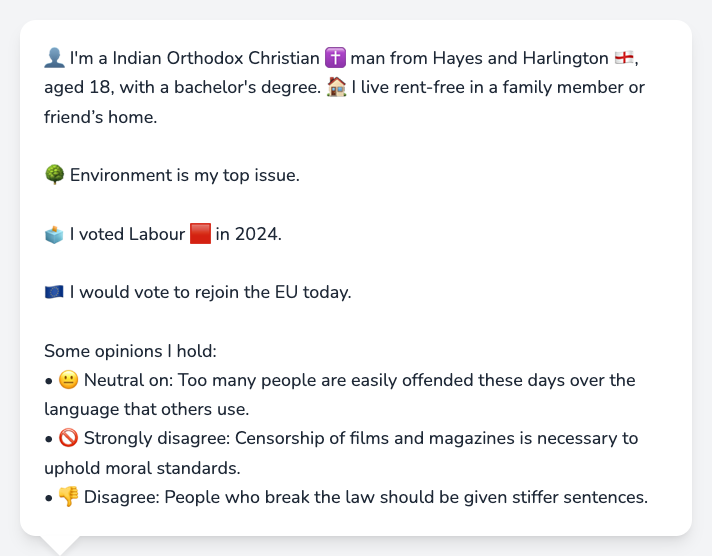 👤 I'm a Indian Orthodox Christian ✝️ man from Hayes and Harlington 🏴󠁧󠁢󠁥󠁮󠁧󠁿,
aged 18, with a bachelor's degree. 🏠 I live rent-free in a family member or
friend’s home.
🌳 Environment is my top issue.
🗳️ I voted Labour 🟥 in 2024.
🇪🇺 I would vote to rejoin the EU today.
Some opinions I hold:
• 😐 Neutral on: Too many people are easily offended these days over the
language that others use.
• 🚫 Strongly disagree: Censorship of films and magazines is necessary to
uphold moral standards.
• 👎 Disagree: People who break the law should be given stiffer sentences.